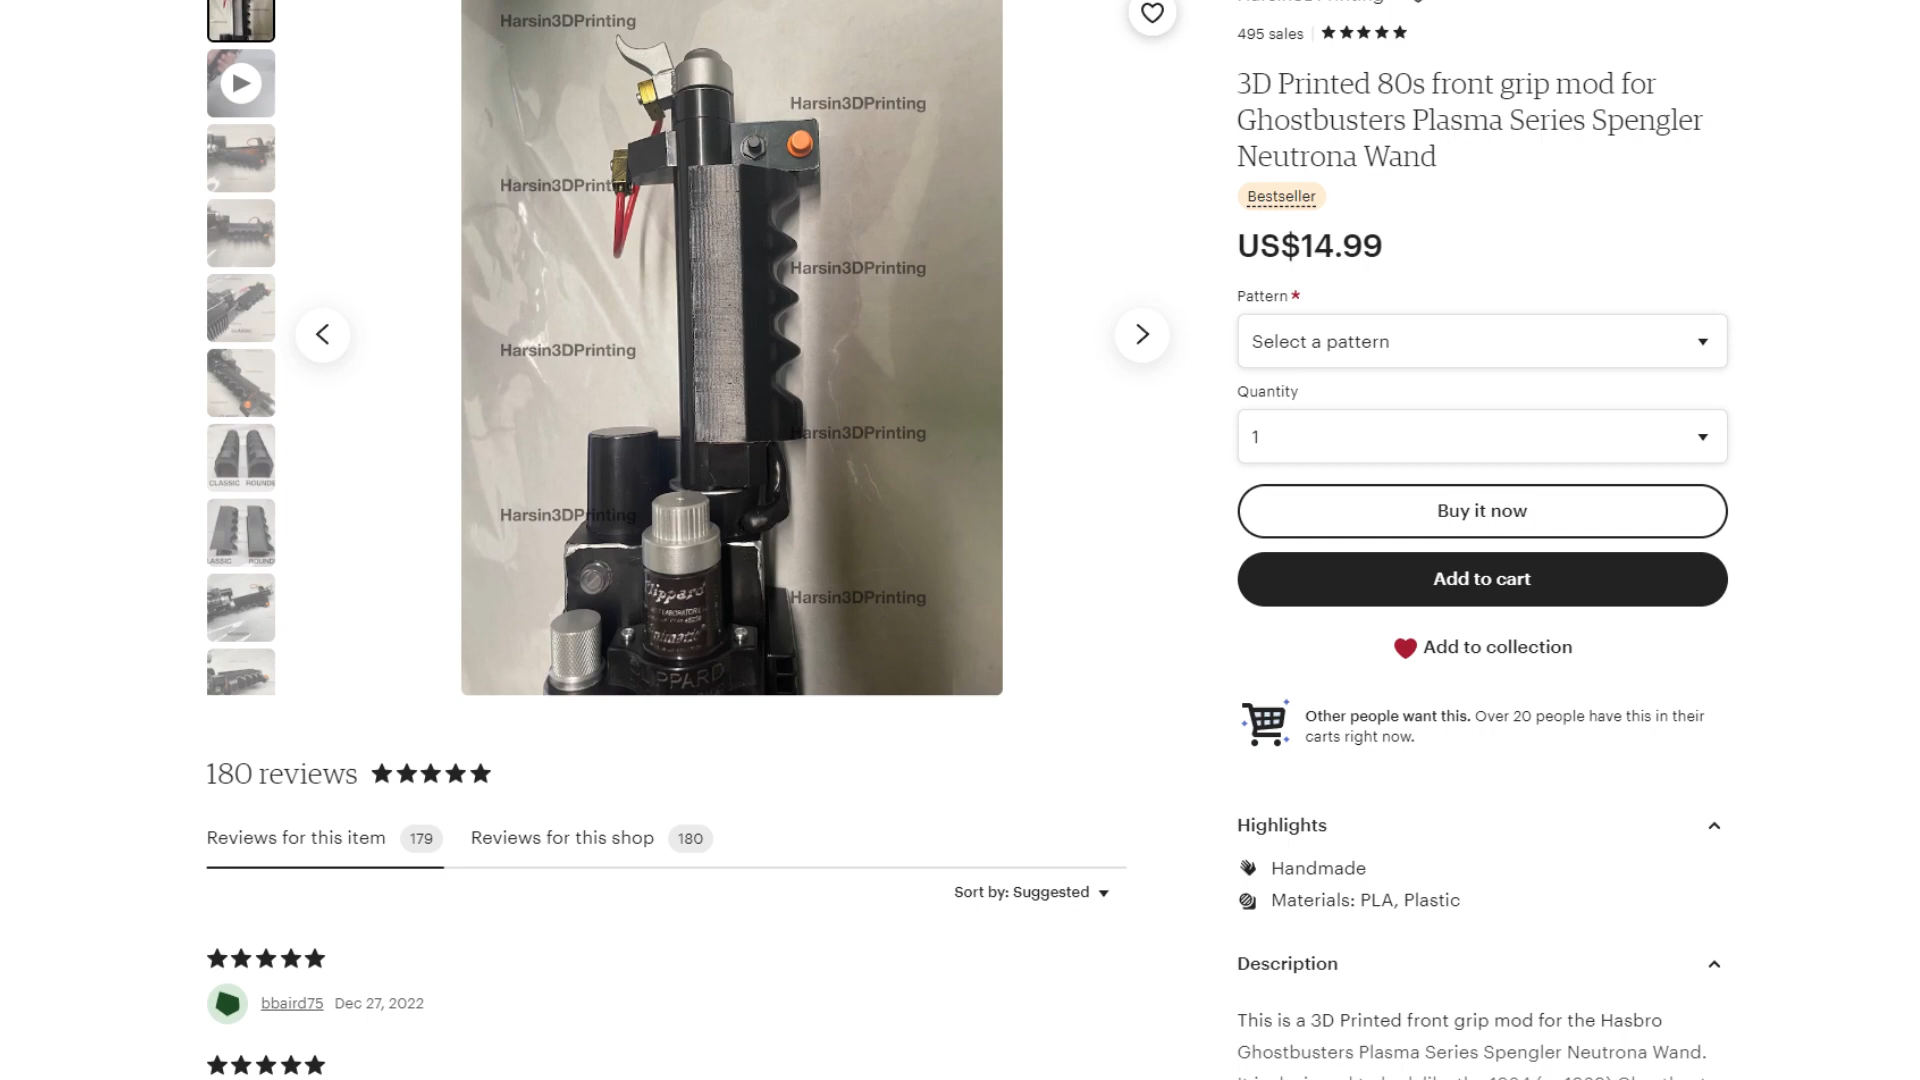 495 sales
3D Printed 80s front grip mod for
Ghostbusters Plasma Series Spengler
Neutrona Wand
Bestseller
US$14.99
Pattern *
Select a pattern
Quantity
1
Buy it now
Add to cart
Add to collection
Other people want this. Over 20 people have this in their
carts right now.
Highlights
Handmade
Materials: PLA, Plastic
Description
This is a 3D Printed front grip mod for the Hasbro
Ghostbusters Plasma Series Spengler Neutrona Wand.
Harsin3DPrinting
Harsin3DPrinting
Harsin3DPrinting
Harsin3DPrinting
Harsin3DPrinting
Harsin3DPrinting
Harsin3DPrinting
Harsin3DPrinting
CLASSIC ROUNDE
ASSIC ROUND
180 reviews
Reviews for this item 179
Reviews for this shop 180
Sort by: Suggested
bbaird75 Dec 27, 2022